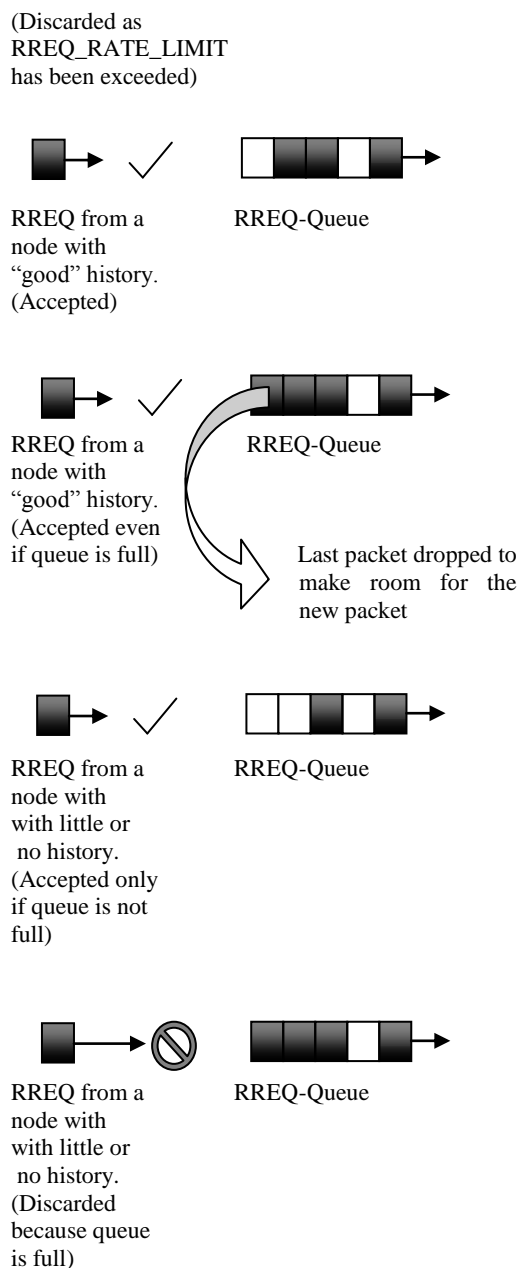 (Discarded as
RREQ_RATE_LIMIT
has been exceeded)
RREQ from a
node with
“good” history.
(Accepted)
RREQ-Queue
RREQ from a
node with
“good” history.
(Accepted even
if queue is full)
RREQ-Queue
Last packet dropped to
make room for the
new packet
RREQ from a
node with
with little or
no history.
(Accepted only
if queue is not
full)
RREQ-Queue
RREQ from a
node with
with little or
no history.
(Discarded
because queue
is full)
RREQ-Queue